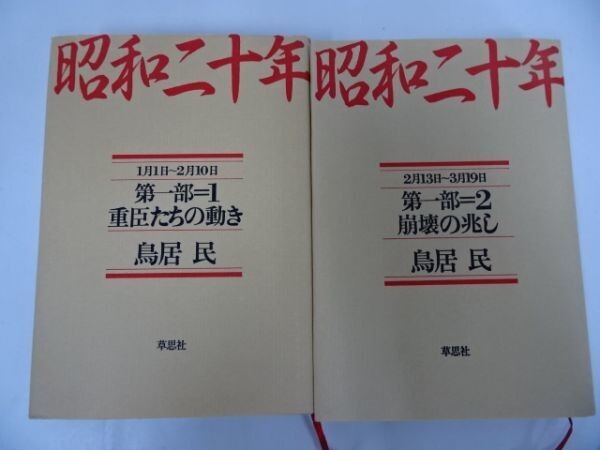 昭和二十年
1月1日~2月10日
第一部=1
重臣たちの動き
鳥居 民
草思社
昭和二十年
2月13日~3月19日
第一部=2
崩壊の兆し
鳥居 民
草思社